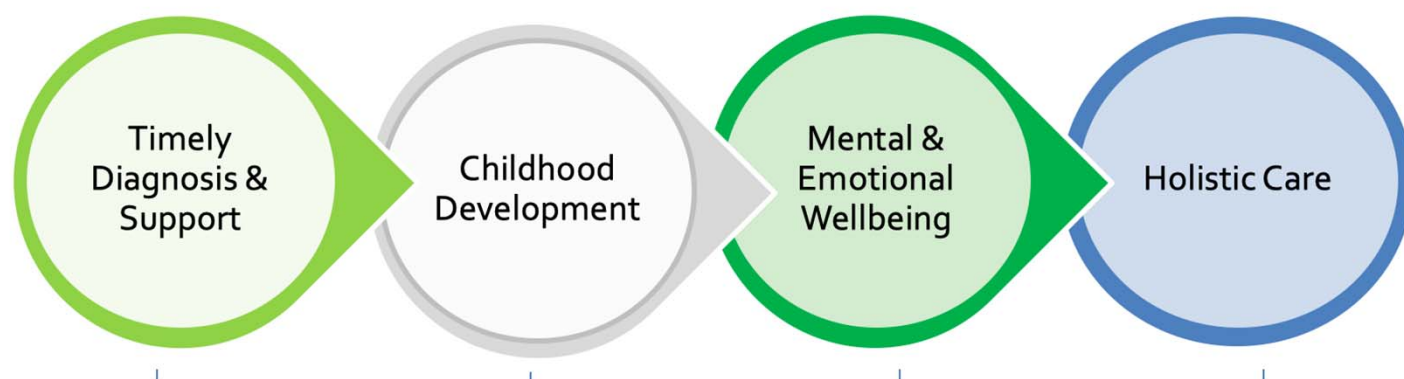 Timely
Diagnosis &
Support
Childhood
Development
Mental &
Emotional
Wellbeing
Holistic Care